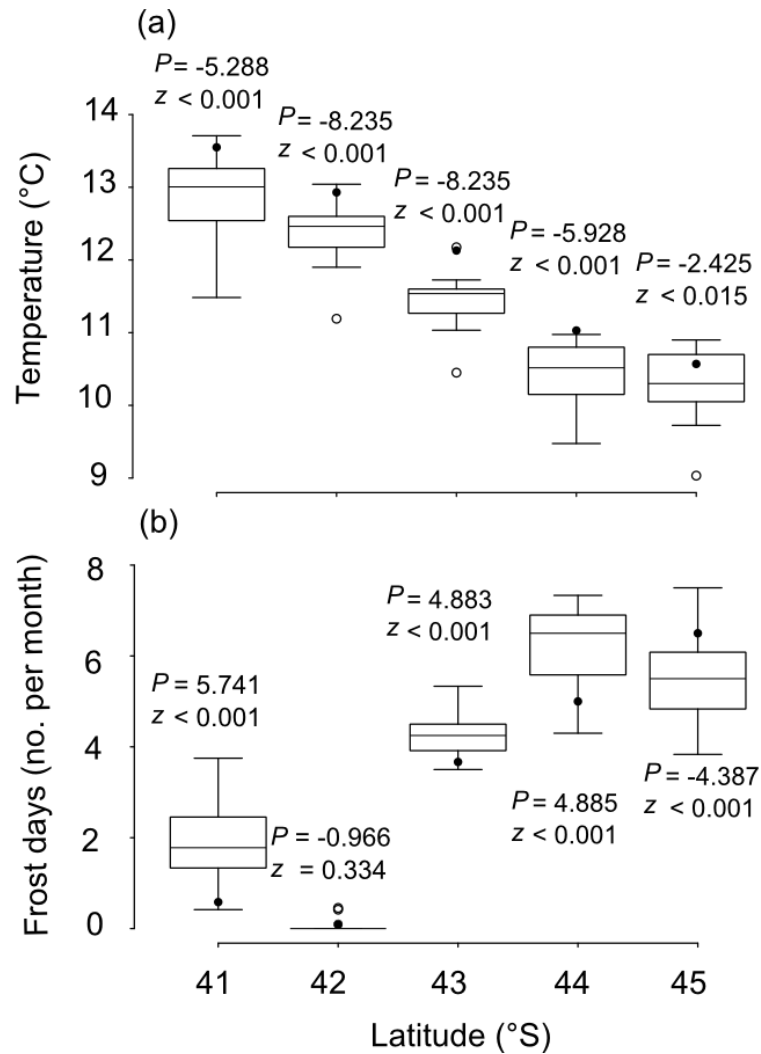 (a)
P = -5.288
z < 0.001
P = -8.235
z < 0.001
P = -8.235
z < 0.001
P = -5.928
z < 0.001
P = -2.425
z < 0.015
Temperature (°C)
14
13
12
11
10
9
(b)
P = 5.741
z < 0.001
P = -0.966
z = 0.334
P = 4.883
z < 0.001
P =
4.885
z < 0.001
P = -4.387
z < 0.001
Frost days (no. per month)
8
6
4
2
0
41 42 43 44 45
Latitude (°S)